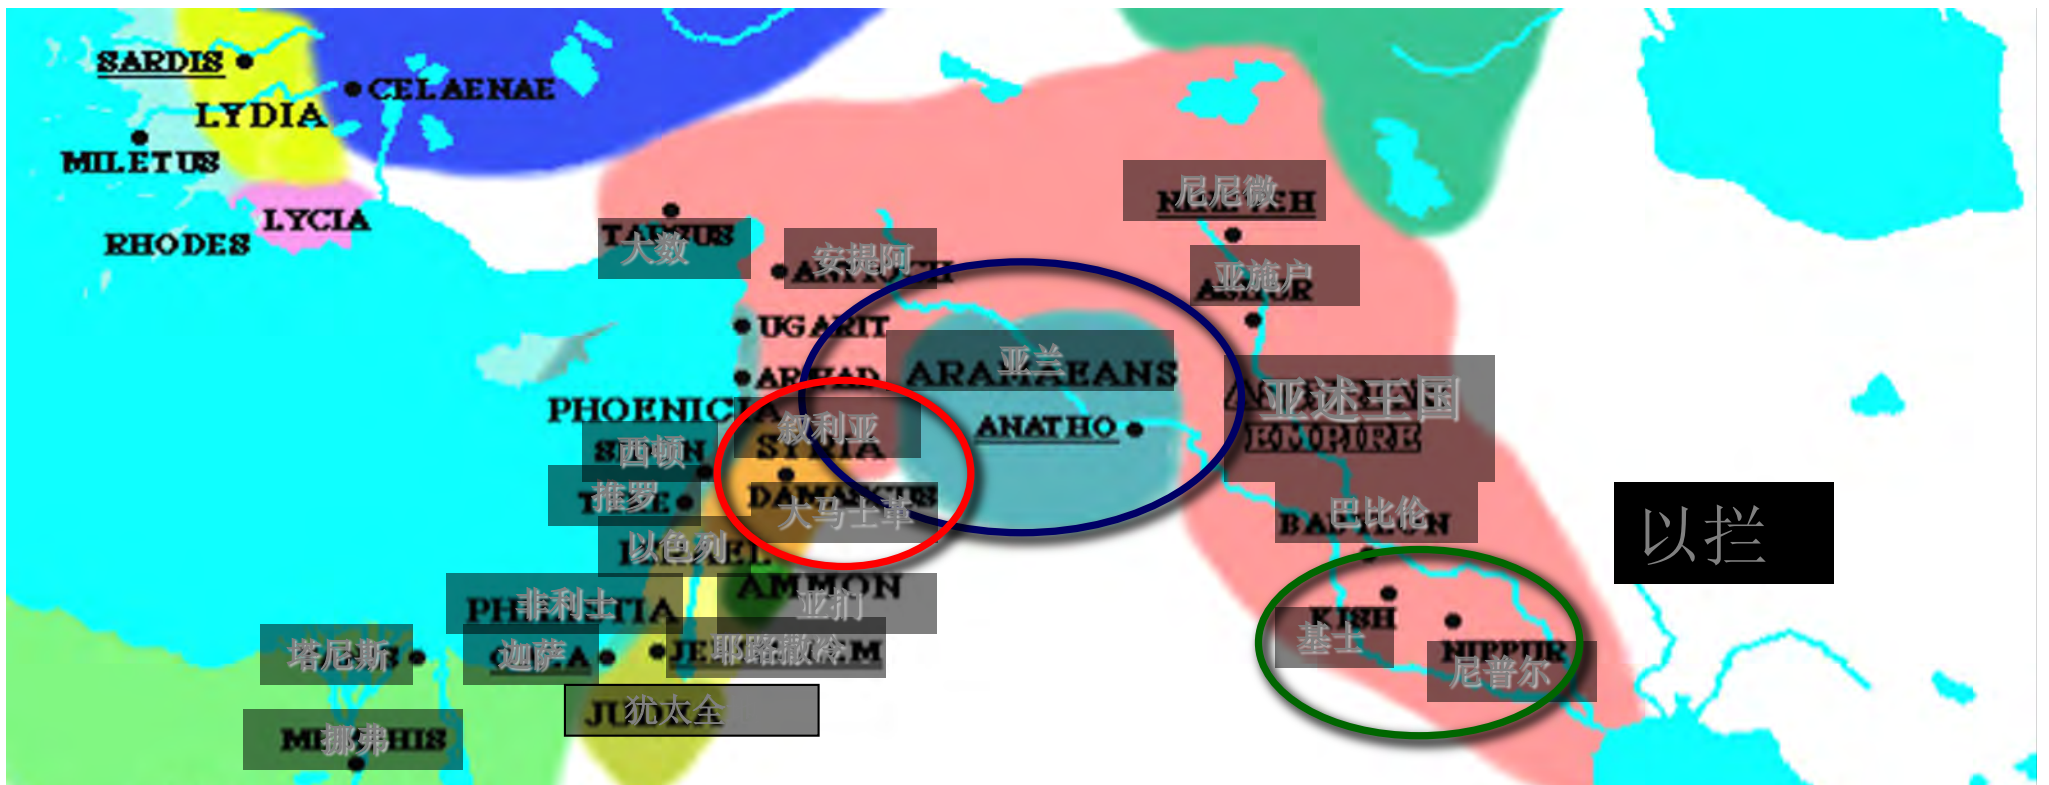 SARDIS
CELAENAE
LYDIA
MILETUS
LYCIA
RHODES
尼尼微
大数
安提阿
亚施户
UGARIT
亚兰
ARAMAEANS
亚述王国
EMPIRE
PHOENICIA
叙利亚
ANATHO
西顿
推罗
DAMASCUS
大马士革
巴比伦
以拦
以色列
AMMON
非利士
亚扪
KISH
基士
塔尼斯
迦萨
耶路撒冷
NIPPUR
尼普尔
犹太全
挪弗